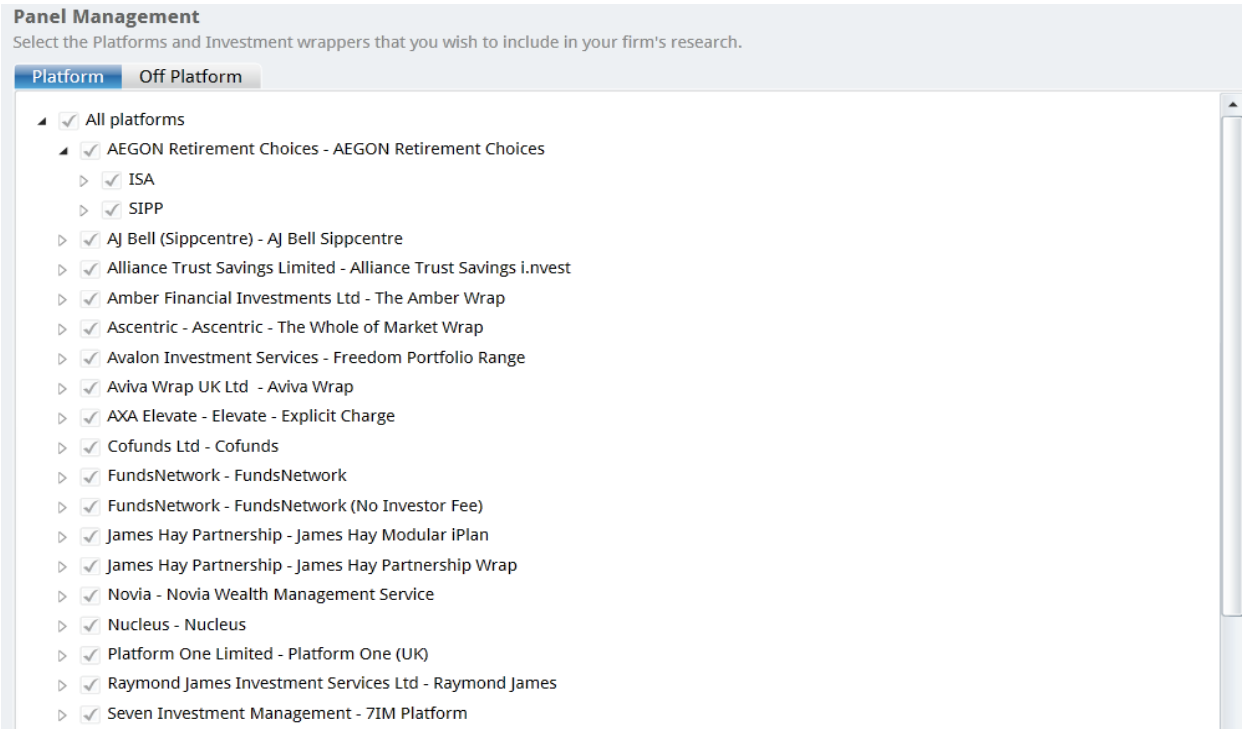 Panel Management
Select the Platforms and Investment wrappers that you wish to include in your firm's research.
Platform Off Platform
All platforms
AEGON Retirement Choices - AEGON Retirement Choices
ISA
SIPP
AJ Bell (Sippcentre) - AJ Bell Sippcentre
Alliance Trust Savings Limited - Alliance Trust Savings i.nvest
Amber Financial Investments Ltd - The Amber Wrap
Ascentric - Ascentric - The Whole of Market Wrap
Avalon Investment Services - Freedom Portfolio Range
Aviva Wrap UK Ltd - Aviva Wrap
AXA Elevate - Elevate - Explicit Charge
Cofunds Ltd - Cofunds
FundsNetwork - FundsNetwork
FundsNetwork - FundsNetwork (No Investor Fee)
James Hay Partnership - James Hay Modular iPlan
James Hay Partnership - James Hay Partnership Wrap
Novia - Novia Wealth Management Service
Nucleus - Nucleus
Platform One Limited - Platform One (UK)
Raymond James Investment Services Ltd - Raymond James
Seven Investment Management - 7IM Platform